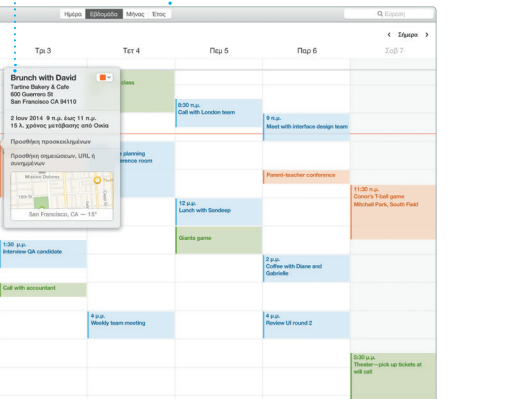 Ημέρα Εβδομάδα Μήνας Έτος
Εύρεση
Σήμερα
Τρι 3 Τετ 4 Πεμ 5 Παρ 6 Σαβ 7
Brunch with David
Tartine Bakery & Cafe
600 Guerrero St
San Francisco CA 94110
2 Ιουν 2014 9 π.μ. έως 11 π.μ.
15 λ. χρόνος μετάβασης από Οικία
Προσθήκη προσκεκλημένων
Προσθήκη σημειώσεων, URL ή
συνημμένων
Mission Dolores
San Francisco, CA — 15°
1:30 μ.μ.
Interview QA candidate
Call with accountant
class
planning
4 μ.μ.
Weekly team meeting
8:30 π.μ.
Call with London team
12 μ.μ.
Lunch with Sandeep
Giants game
9 π.μ.
Meet with interface design team
Parent-teacher conference
2 μ.μ.
Coffee with Diane and
Gabrielle
4 μ.μ.
Review UI round 2
11:30 π.μ.
Conor's T-ball game
Mitchell Park, South Field
5:30 μ.μ.
Theater—pick up tickets at
will call